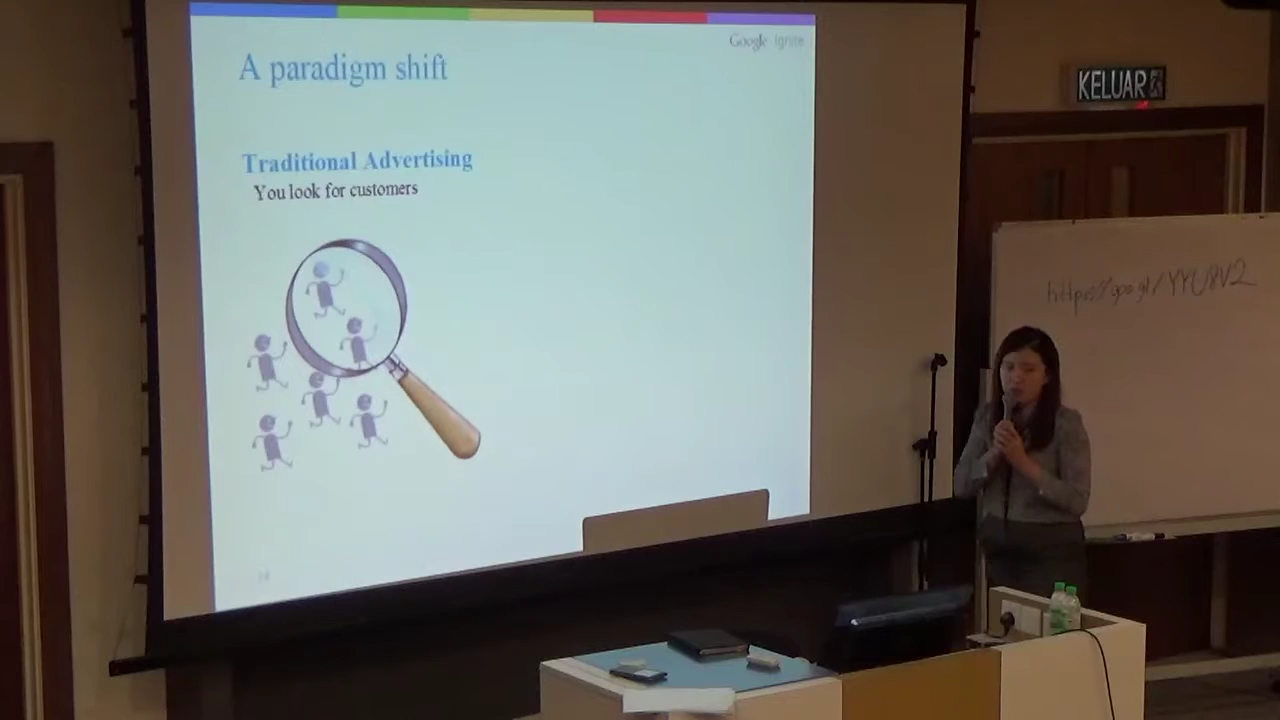 Google Ignite
A paradigm shift
Traditional Advertising
You look for customers
KELUAR